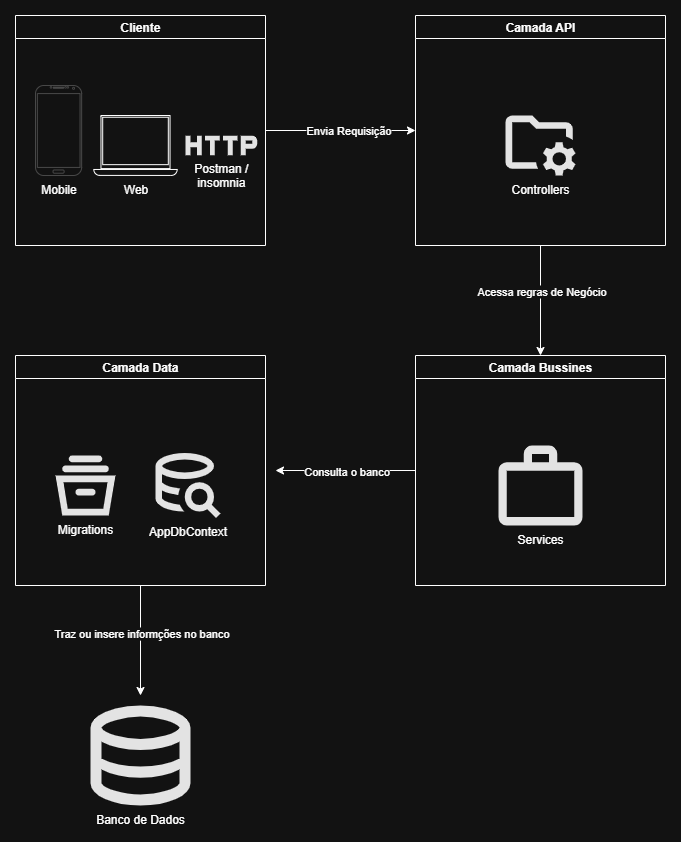 Cliente
Camada API
HTTP
Postman /
insomnia
Mobile
Web
Envia Requisição
Controllers
Acessa regras de Negócio
Camada Data
Camada Bussines
Migrations
AppDbContext
Consulta o banco
Services
Traz ou insere informções no banco
Banco de Dados